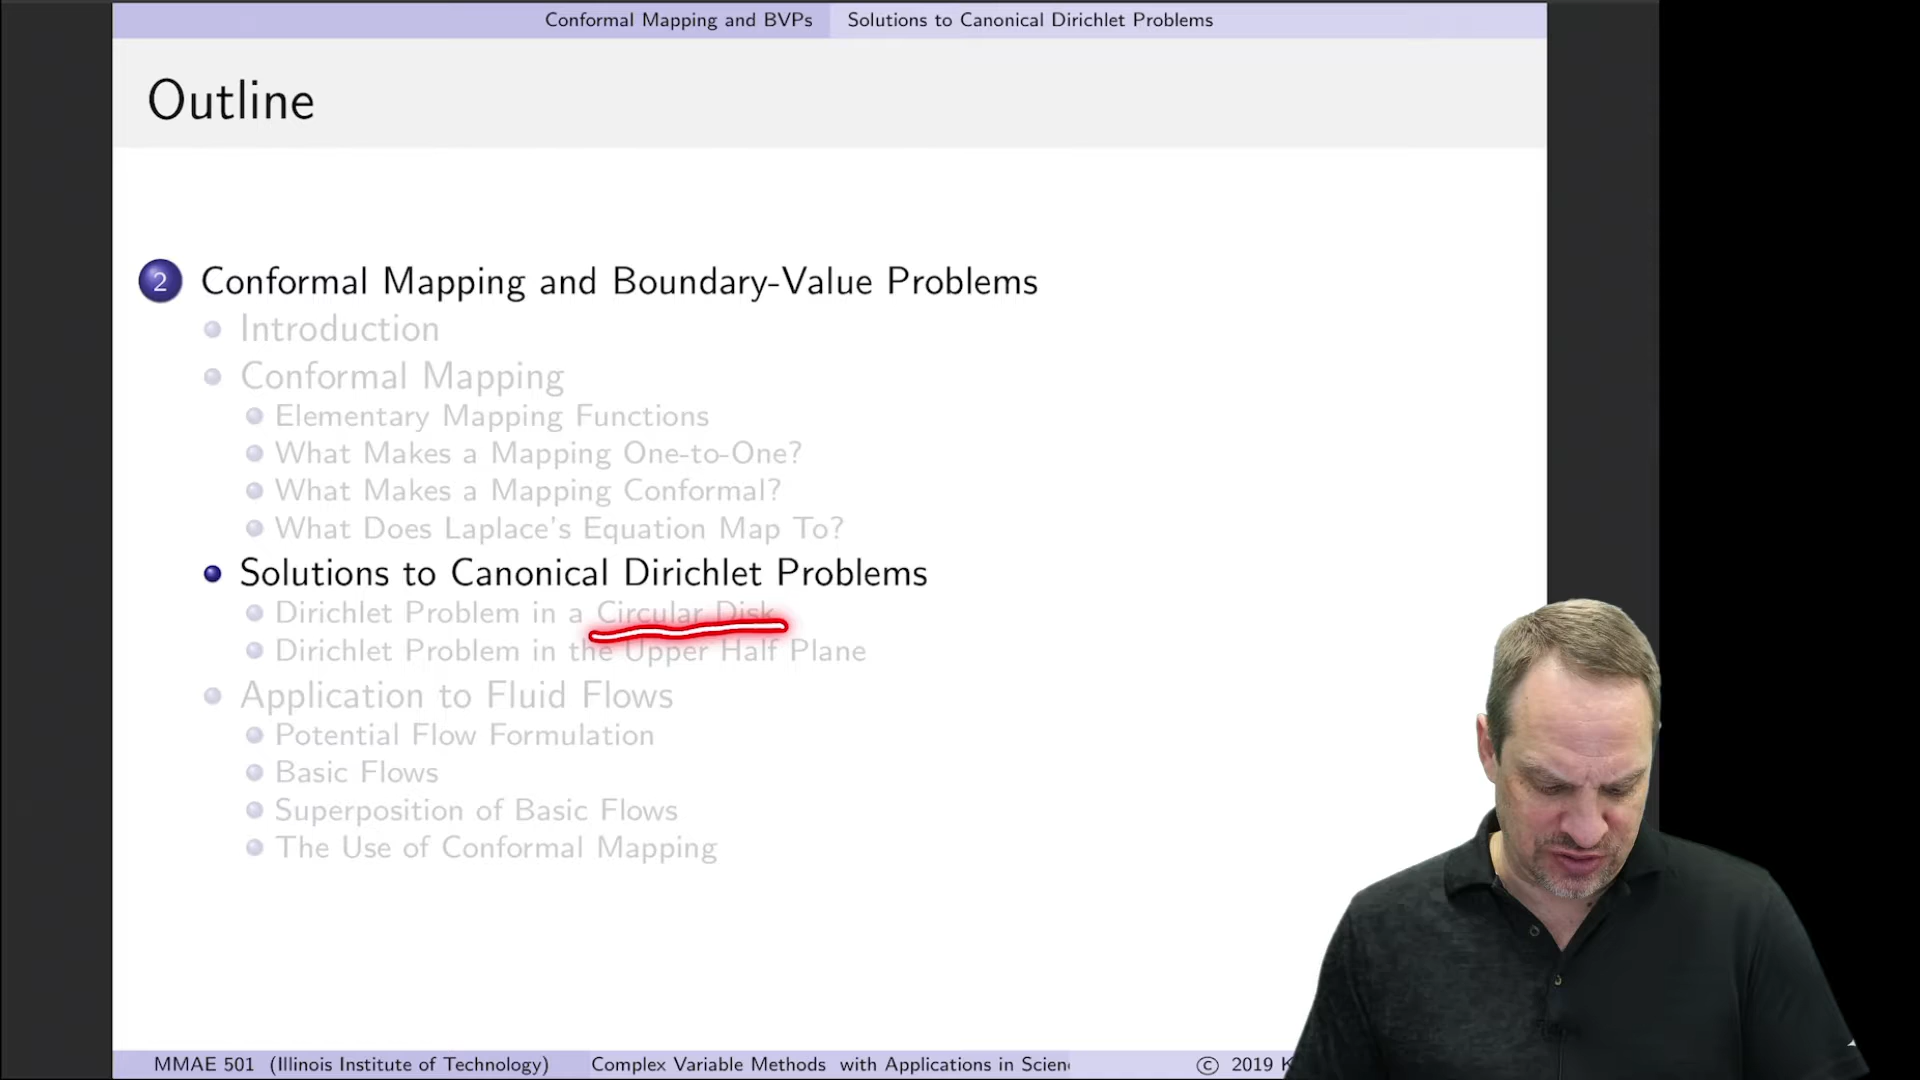 Conformal Mapping and BVPs Solutions to Canonical Dirichlet Problems
Outline
2 Conformal Mapping and Boundary-Value Problems
Introduction
Conformal Mapping
Elementary Mapping Functions
What Makes a Mapping One-to-One?
What Makes a Mapping Conformal?
What Does Laplace's Equation Map To?
Solutions to Canonical Dirichlet Problems
Dirichlet Problem in a Circular Disk
Dirichlet Problem in the Upper Half Plane
Application to Fluid Flows
Potential Flow Formulation
Basic Flows
Superposition of Basic Flows
The Use of Conformal Mapping
MMAE 501 (Illinois Institute of Technology) Complex Variable Methods with Applications in Scien © 2019 K